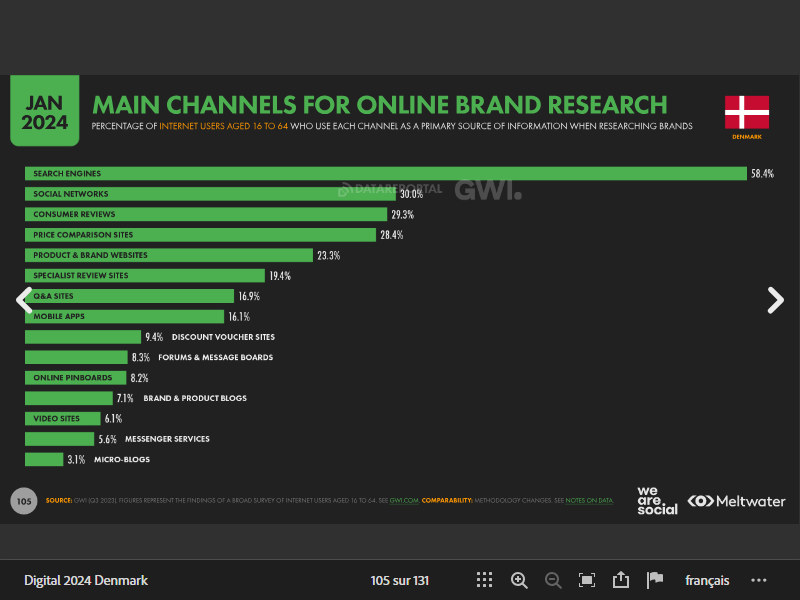 JAN
2024
MAIN CHANNELS FOR ONLINE BRAND RESEARCH
PERCENTAGE OF INTERNET USERS AGED 16 TO 64 WHO USE EACH CHANNEL AS A PRIMARY SOURCE OF INFORMATION WHEN RESEARCHING BRANDS
DENMARK
SEARCH ENGINES 58.4%
DATAREPORTAL GWI.
SOCIAL NETWORKS 30.0%
CONSUMER REVIEWS 29.3%
PRICE COMPARISON SITES 28.4%
PRODUCT & BRAND WEBSITES 23.3%
SPECIALIST REVIEW SITES 19.4%
Q&A SITES 16.9%
MOBILE APPS 16.1%
9.4% DISCOUNT VOUCHER SITES
8.3% FORUMS & MESSAGE BOARDS
ONLINE PINBOARDS 8.2%
7.1% BRAND & PRODUCT BLOGS
VIDEO SITES 6.1%
5.6% MESSENGER SERVICES
3.1% MICRO-BLOGS
105 SOURCE: GWI (Q3 2023). FIGURES REPRESENT THE FINDINGS OF A BROAD SURVEY OF INTERNET USERS AGED 16 TO 64. SEE GWI.COM. COMPARABILITY: METHODOLOGY CHANGES. SEE NOTES ON DATA.
we
are
social
Meltwater
Digital 2024 Denmark 105 sur 131 français